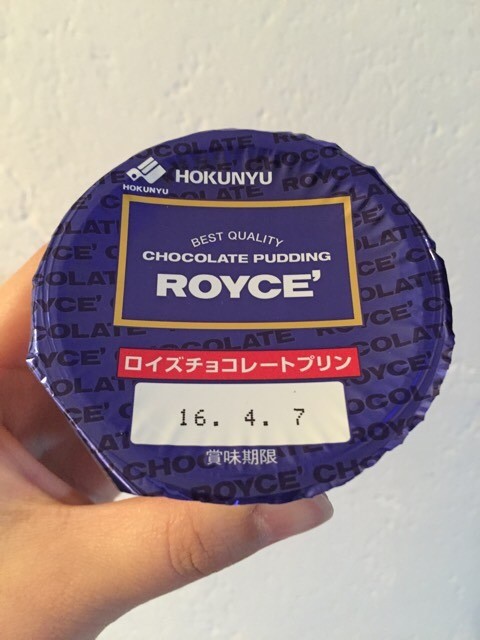 HOKUNYU
HOKUNYU
BEST QUALITY
CHOCOLATE PUDDING
ROYCE'
ロイズチョコレートプリン
16. 4. 7
賞味期限